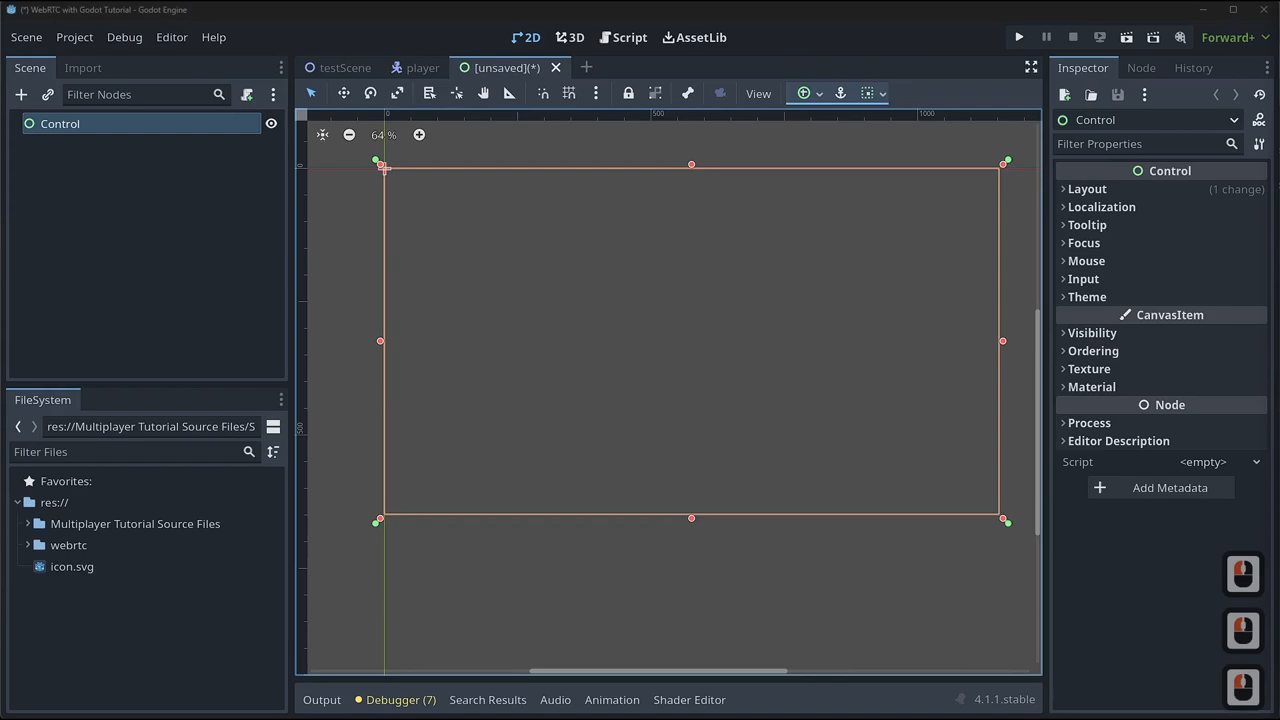 (*) WebRTC with Godot Tutorial - Godot Engine
Scene Project Debug Editor Help
2D 3D Script AssetLib
Forward+
Scene Import
testScene player [unsaved](*)
Inspector Node History
Filter Nodes
View
Control
Control
0 500 1000
64 %
Filter Properties
0
Control
Layout (1 change)
Localization
Tooltip
Focus
Mouse
Input
Theme
CanvasItem
Visibility
Ordering
Texture
Material
Node
Process
Editor Description
Script <empty>
Add Metadata
500
FileSystem
res://Multiplayer Tutorial Source Files/S
Filter Files
Favorites:
res://
Multiplayer Tutorial Source Files
webrtc
icon.svg
Output Debugger (7) Search Results Audio Animation Shader Editor 4.1.1.stable